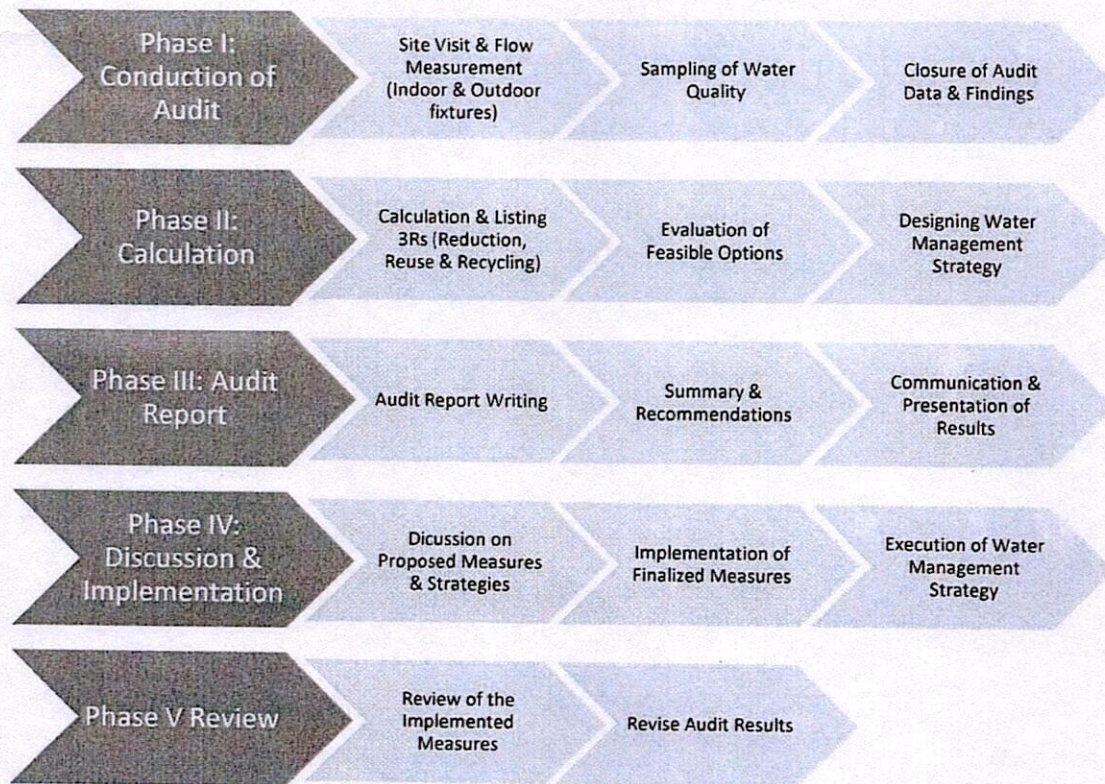 Phase I:
Conduction of
Audit
Site Visit & Flow
Measurement
(Indoor & Outdoor
fixtures)
Sampling of Water
Quality
Closure of Audit
Data & Findings
Phase II:
Calculation
Calculation & Listing
3Rs (Reduction,
Reuse & Recycling)
Evaluation of
Feasible Options
Designing Water
Management
Strategy
Phase III: Audit
Report
Audit Report Writing
Summary &
Recommendations
Communication &
Presentation of
Results
Phase IV:
Discussion &
Implementation
Dicussion on
Proposed Measures
& Strategies
Implementation of
Finalized Measures
Execution of Water
Management
Strategy
Phase V Review
Review of the
Implemented
Measures
Revise Audit Results